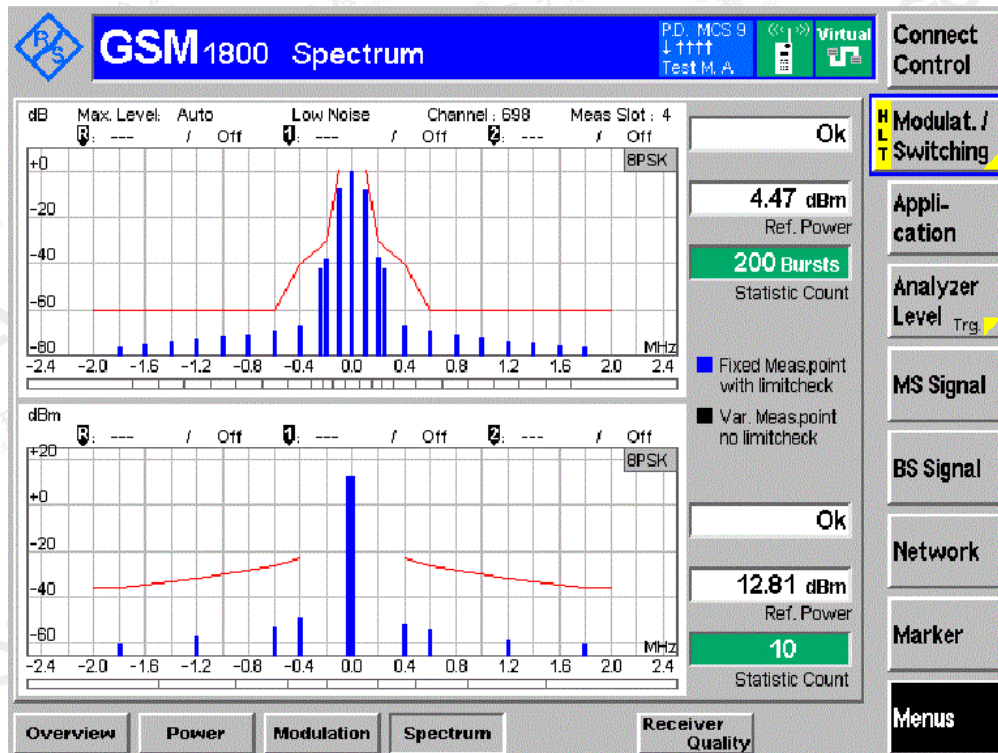 R S
GSM 1800 Spectrum
P.D. MCS 9
↓ ↑↑↑↑
Test M. A.
Virtual
Connect
Control
dB Max. Level: Auto Low Noise Channel : 698 Meas Slot : 4
R: --- / Off 1: --- / Off 2: --- / Off
8PSK
+0
-20
-40
-60
-80
MHz
-2.4 -2.0 -1.6 -1.2 -0.8 -0.4 0.0 0.4 0.8 1.2 1.6 2.0 2.4
Ok
4.47 dBm
Ref. Power
200 Bursts
Statistic Count
Fixed Meas.point
with limitcheck
Var. Meas.point
no limitcheck
dBm
R: --- / Off 1: --- / Off 2: --- / Off
8PSK
+20
+0
-20
-40
-60
MHz
-2.4 -2.0 -1.6 -1.2 -0.8 -0.4 0.0 0.4 0.8 1.2 1.6 2.0 2.4
Ok
12.81 dBm
Ref. Power
10
Statistic Count
HLT
Modulat. /
Switching
Appli-
cation
Analyzer
Level Trg.
MS Signal
BS Signal
Network
Marker
Menus
Overview
Power
Modulation
Spectrum
Receiver
Quality